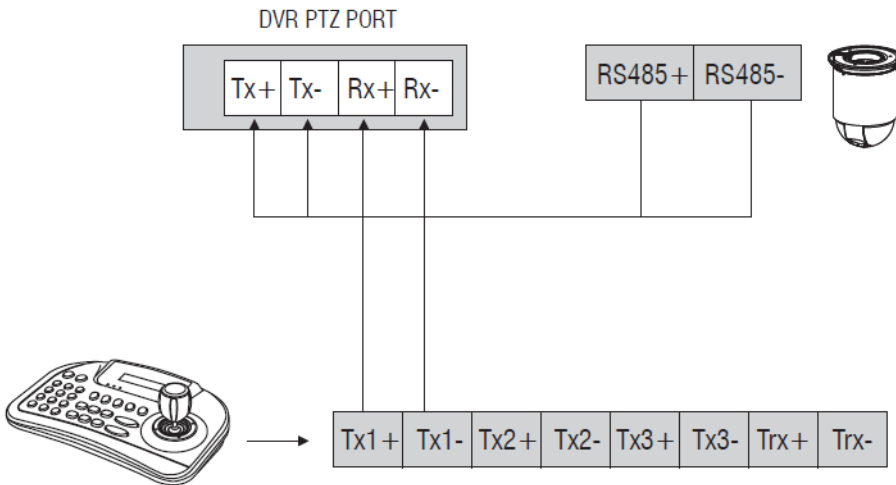 DVR PTZ PORT
Tx+ Tx- Rx+ Rx-
RS485+ RS485-
Tx1+ Tx1- Tx2+ Tx2- Tx3+ Tx3- Trx+ Trx-